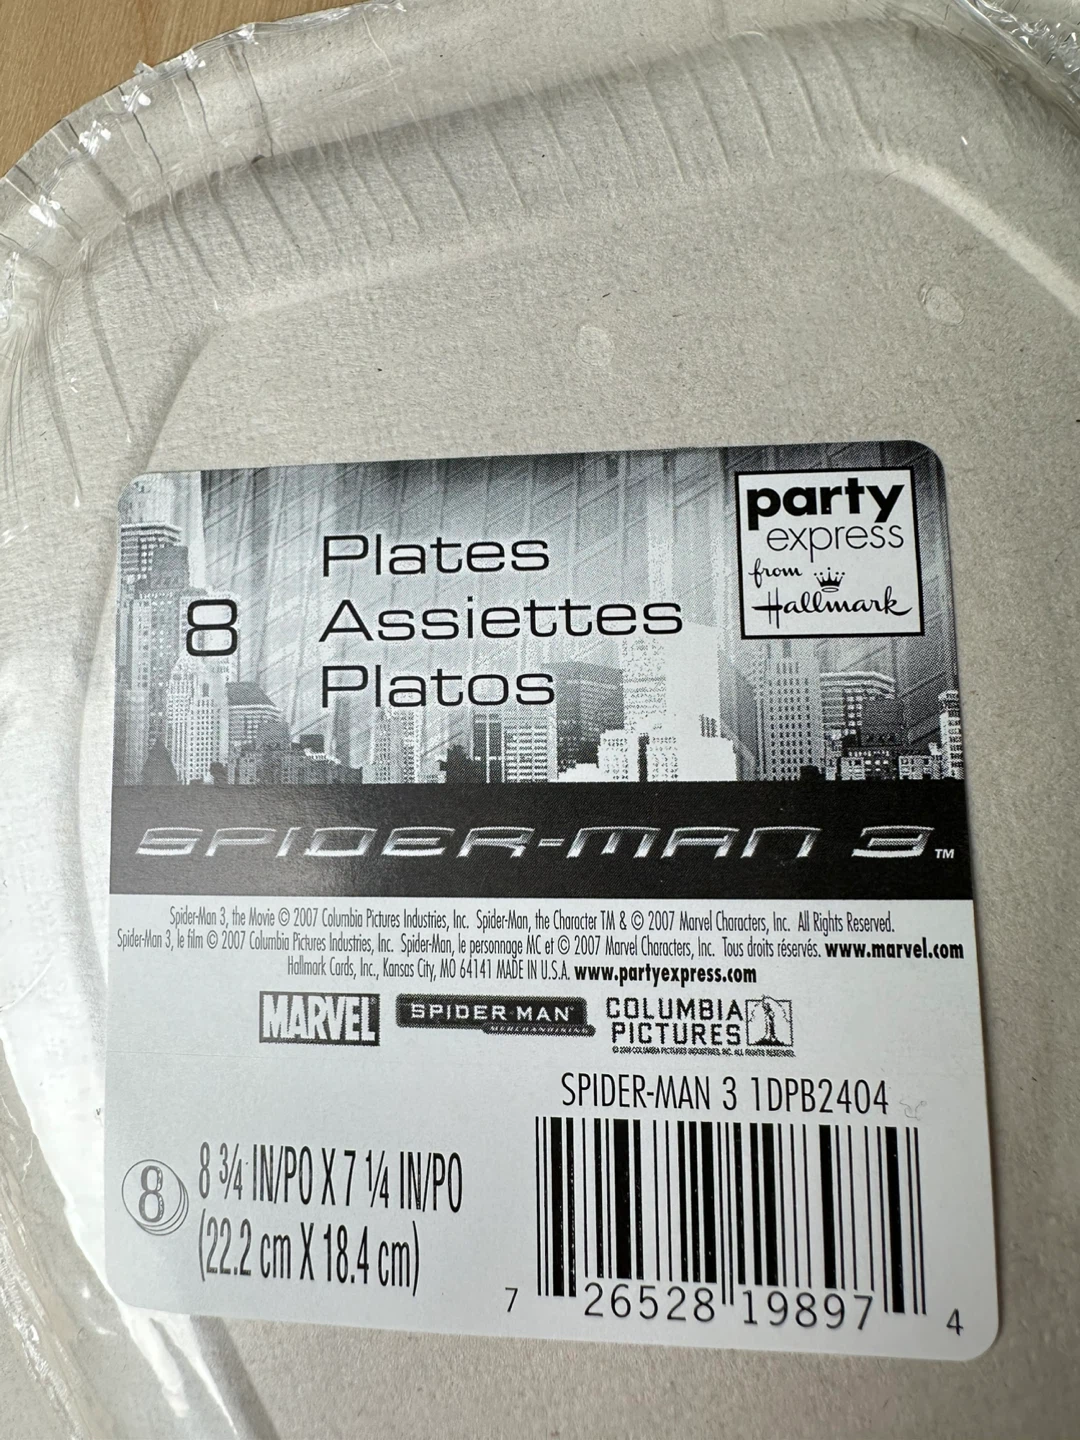 party
express
from
Hallmark
8
Plates
Assiettes
Platos
SPIDER-MAN 3 TM
Spider-Man 3, the Movie © 2007 Columbia Pictures Industries, Inc. Spider-Man, the Character TM & © 2007 Marvel Characters, Inc. All Rights Reserved.
Spider-Man 3, le film © 2007 Columbia Pictures Industries, Inc. Spider-Man, le personnage MC et © 2007 Marvel Characters, Inc. Tous droits réservés. www.marvel.com
Hallmark Cards, Inc., Kansas City, MO 64141 MADE IN U.S.A. www.partyexpress.com
MARVEL
SPIDER-MAN
MERCHANDISING
COLUMBIA
PICTURES
SPIDER-MAN 3 1DPB2404
8
8 3/4 IN/PO X 7 1/4 IN/PO
(22.2 cm X 18.4 cm)
7 26528 19897 4